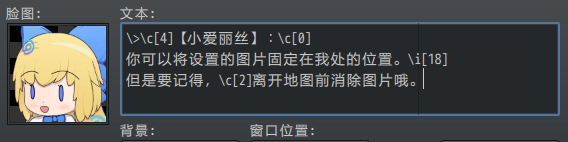 脸图:
文本:
\>\c[4]【小爱丽丝】：\c[0]
你可以将设置的图片固定在我处的位置。\i[18]
但是要记得，\c[2]离开地图前消除图片哦。
背景:
窗口位置: